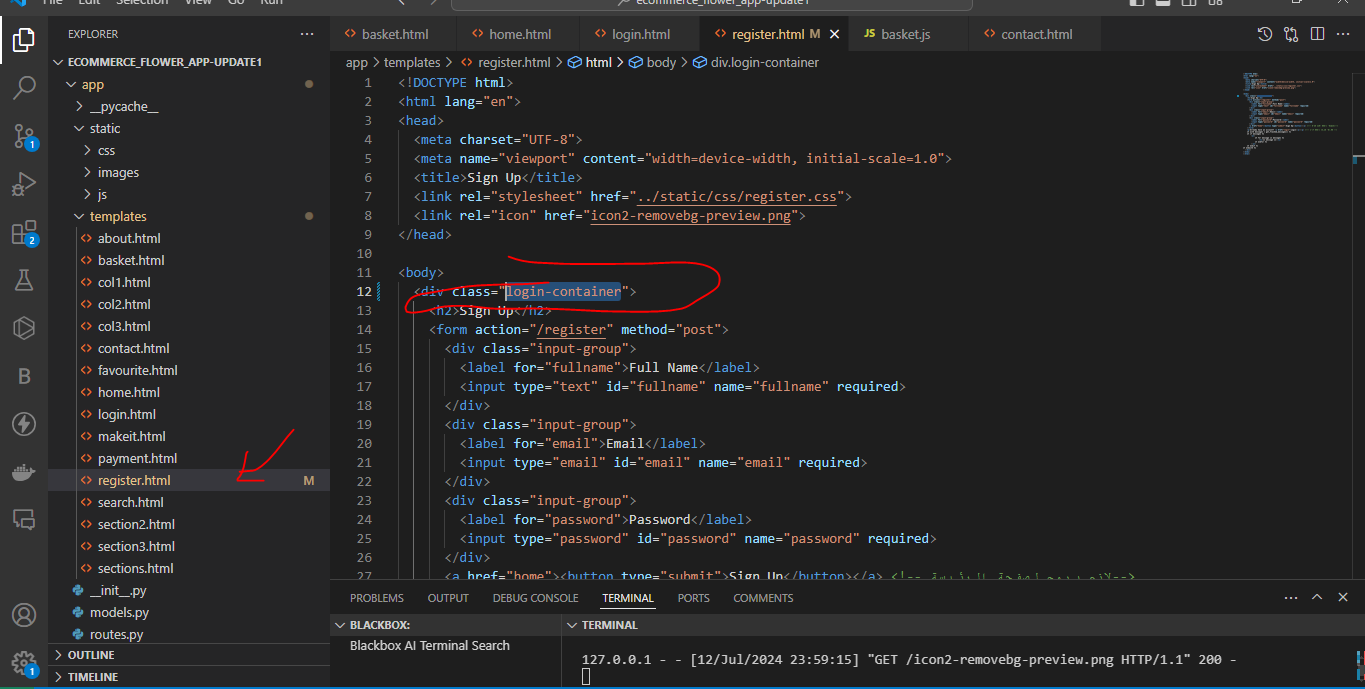 File Edit Selection View Go Run
ecommerce_flower_app-update1
EXPLORER
ECOMMERCE_FLOWER_APP-UPDATE1
app
__pycache__
static
css
images
js
templates
about.html
basket.html
col1.html
col2.html
col3.html
contact.html
favourite.html
home.html
login.html
makeit.html
payment.html
register.html M
search.html
section2.html
section3.html
sections.html
__init__.py
models.py
routes.py
OUTLINE
TIMELINE
1
2
B
1
basket.html home.html login.html register.html M JS basket.js contact.html
app > templates > register.html > html > body > div.login-container
1 <!DOCTYPE html>
2 <html lang="en">
3 <head>
4 <meta charset="UTF-8">
5 <meta name="viewport" content="width=device-width, initial-scale=1.0">
6 <title>Sign Up</title>
7 <link rel="stylesheet" href="../static/css/register.css">
8 <link rel="icon" href="icon2-removebg-preview.png">
9 </head>
10
11 <body>
12 <div class="login-container">
13 <h2>Sign Up</h2>
14 <form action="/register" method="post">
15 <div class="input-group">
16 <label for="fullname">Full Name</label>
17 <input type="text" id="fullname" name="fullname" required>
18 </div>
19 <div class="input-group">
20 <label for="email">Email</label>
21 <input type="email" id="email" name="email" required>
22 </div>
23 <div class="input-group">
24 <label for="password">Password</label>
25 <input type="password" id="password" name="password" required>
26 </div>
27 <a href="home"><button type="submit">Sign Up</button></a> <!-- -->
PROBLEMS OUTPUT DEBUG CONSOLE TERMINAL PORTS COMMENTS
BLACKBOX:
Blackbox AI Terminal Search
TERMINAL
127.0.0.1 - - [12/Jul/2024 23:59:15] "GET /icon2-removebg-preview.png HTTP/1.1" 200 -